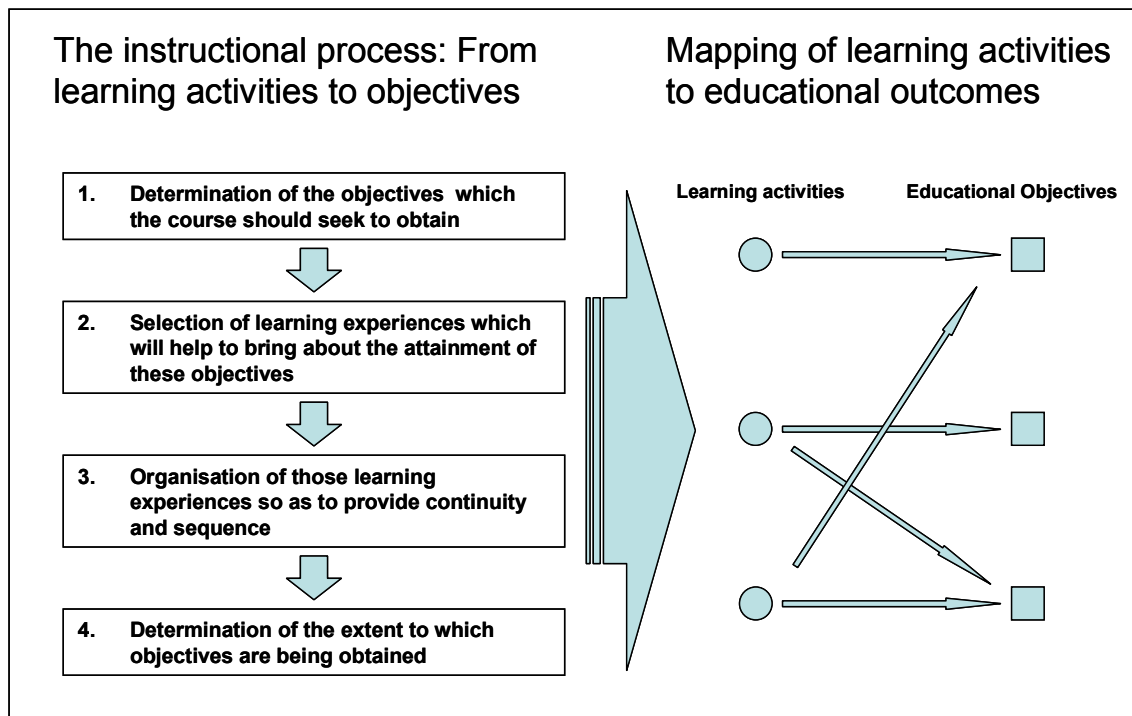 The instructional process: From
learning activities to objectives
Mapping of learning activities
to educational outcomes
1. Determination of the objectives which
the course should seek to obtain
2. Selection of learning experiences which
will help to bring about the attainment of
these objectives
3. Organisation of those learning
experiences so as to provide continuity
and sequence
4. Determination of the extent to which
objectives are being obtained
Learning activities
Educational Objectives